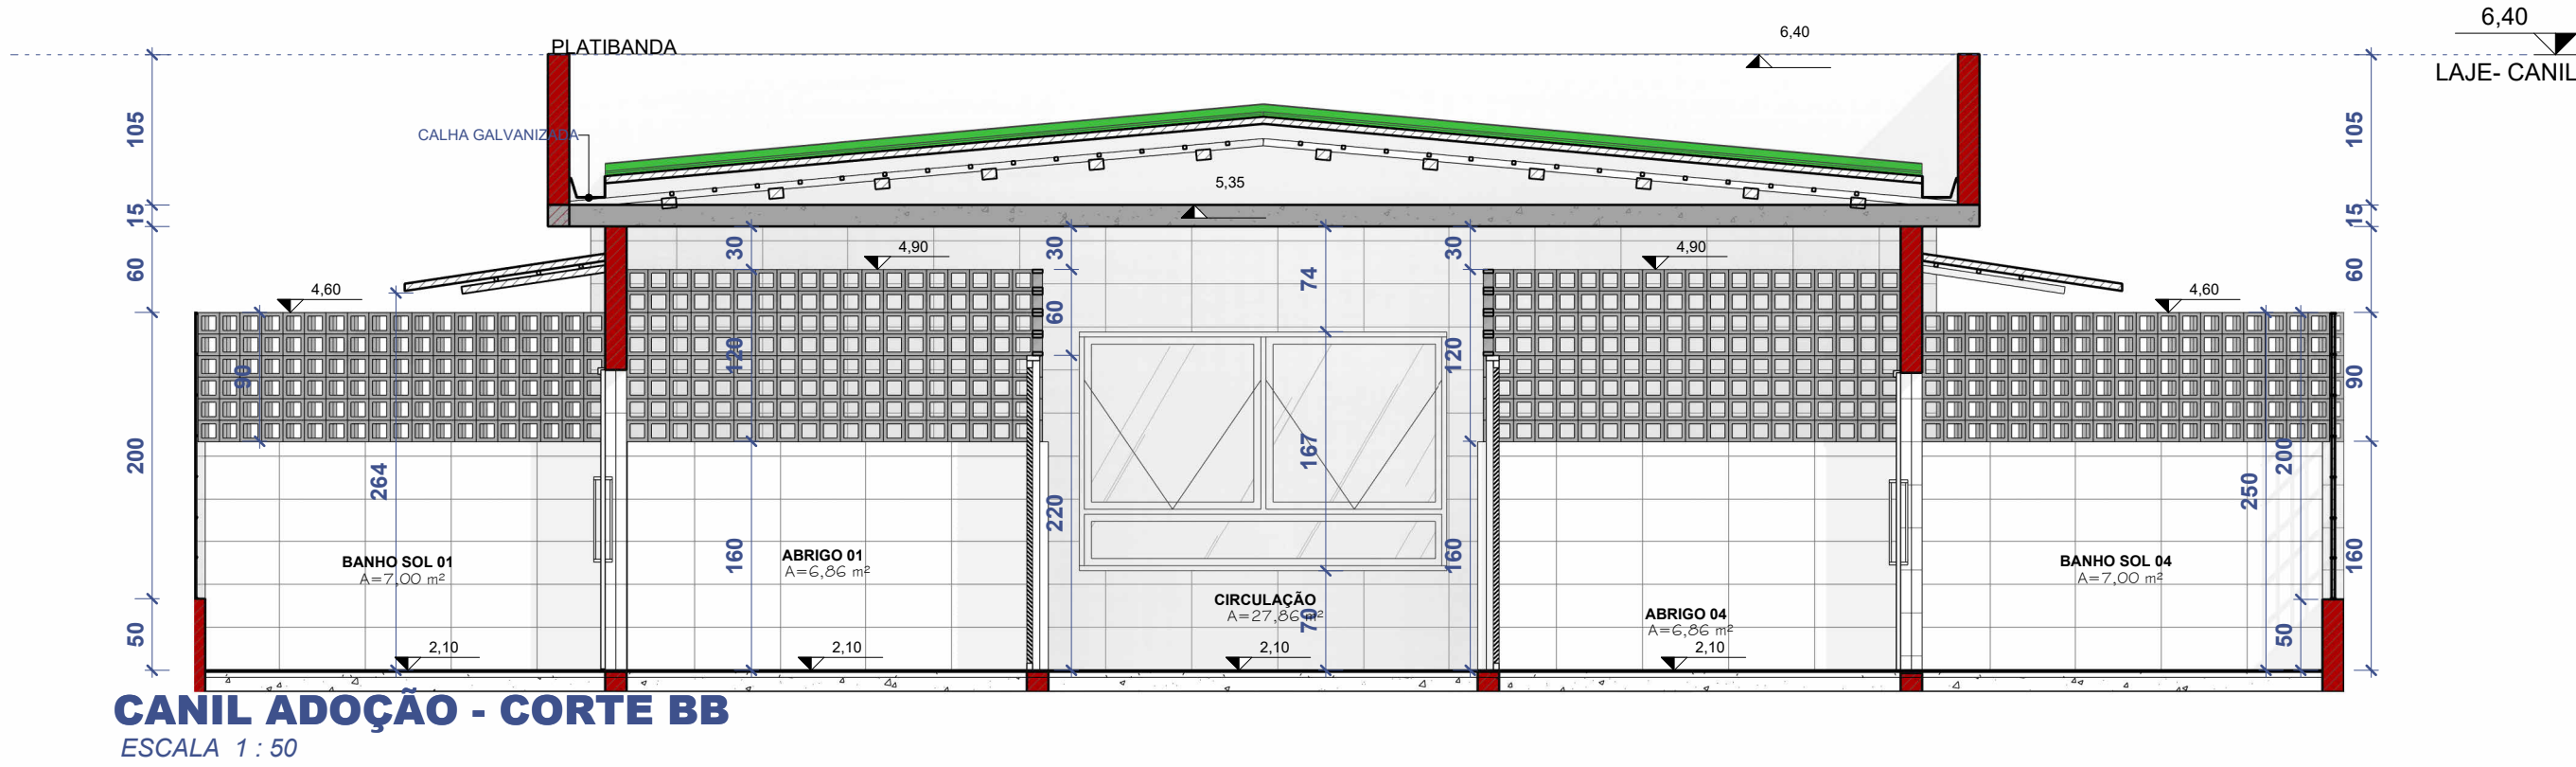 6,40
LAJE- CANIL
PLATIBANDA
6,40
CALHA GALVANIZADA
5,35
105
15
60
200
50
105
15
60
90
160
4,60
4,90
4,90
4,60
90
264
30
120
160
30
60
220
74
167
70
30
120
160
250
200
50
BANHO SOL 01
A=7,00 m²
ABRIGO 01
A=6,86 m²
CIRCULAÇÃO
A=27,86 m²
ABRIGO 04
A=6,86 m²
BANHO SOL 04
A=7,00 m²
2,10
2,10
2,10
2,10
CANIL ADOÇÃO - CORTE BB
ESCALA 1 : 50